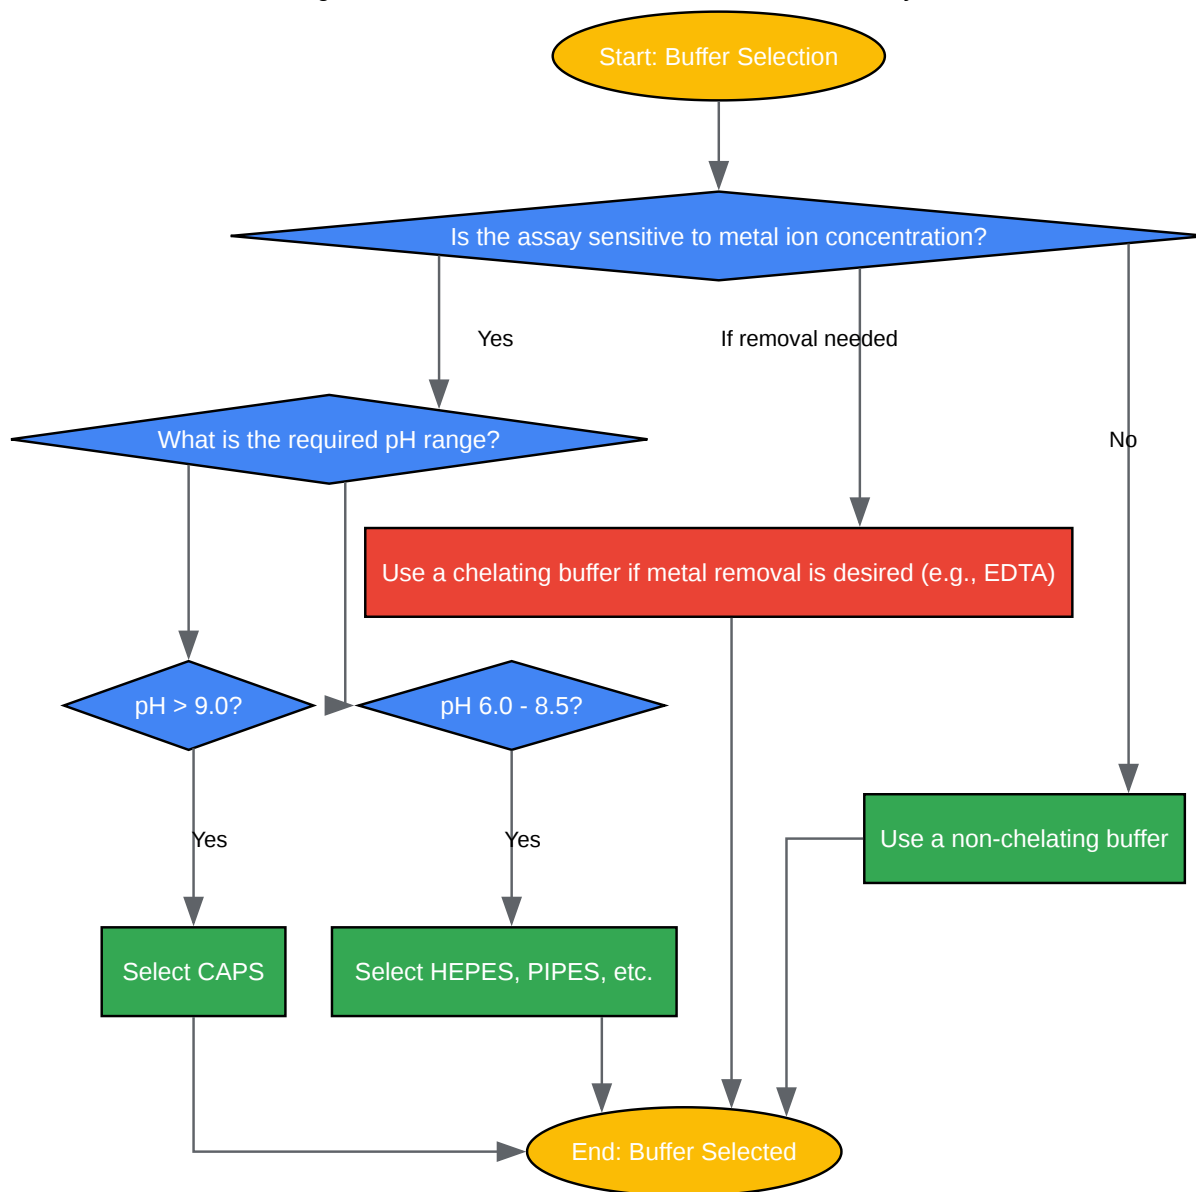 Start: Buffer Selection
Is the assay sensitive to metal ion concentration?
Yes
If removal needed
What is the required pH range?
No
Use a chelating buffer if metal removal is desired (e.g., EDTA)
pH > 9.0?
pH 6.0 - 8.5?
Yes
Yes
Use a non-chelating buffer
Select CAPS
Select HEPES, PIPES, etc.
End: Buffer Selected